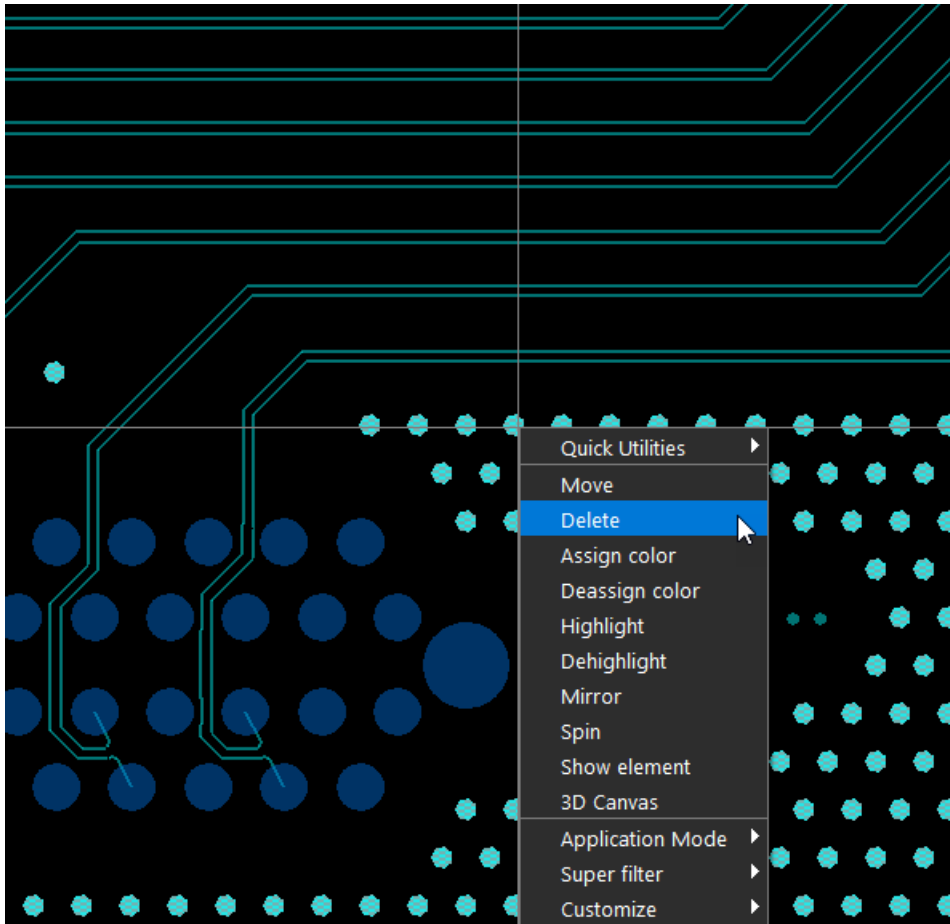 Quick Utilities
Move
Delete
Assign color
Deassign color
Highlight
Dehighlight
Mirror
Spin
Show element
3D Canvas
Application Mode
Super filter
Customize